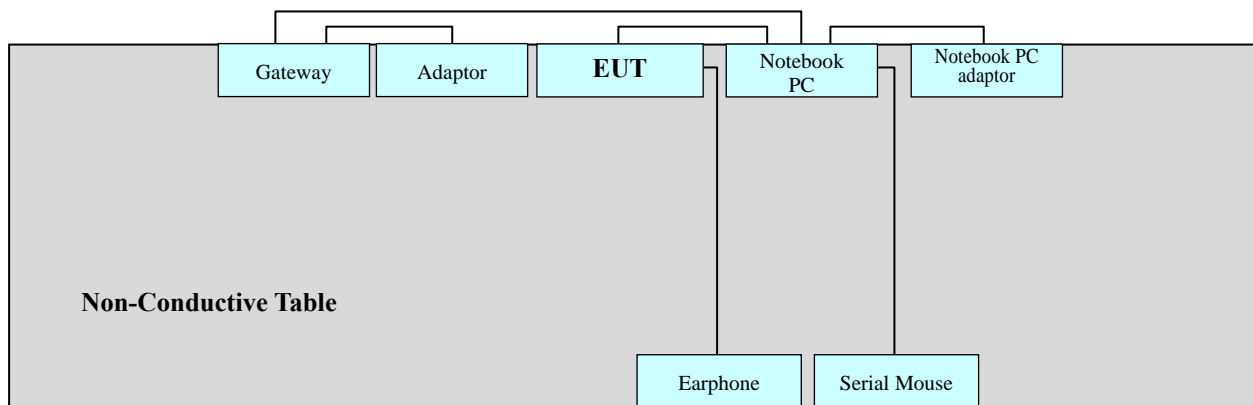 Gateway
Adaptor
EUT
Notebook
PC
Notebook PC
adaptor
Non-Conductive Table
Earphone
Serial Mouse